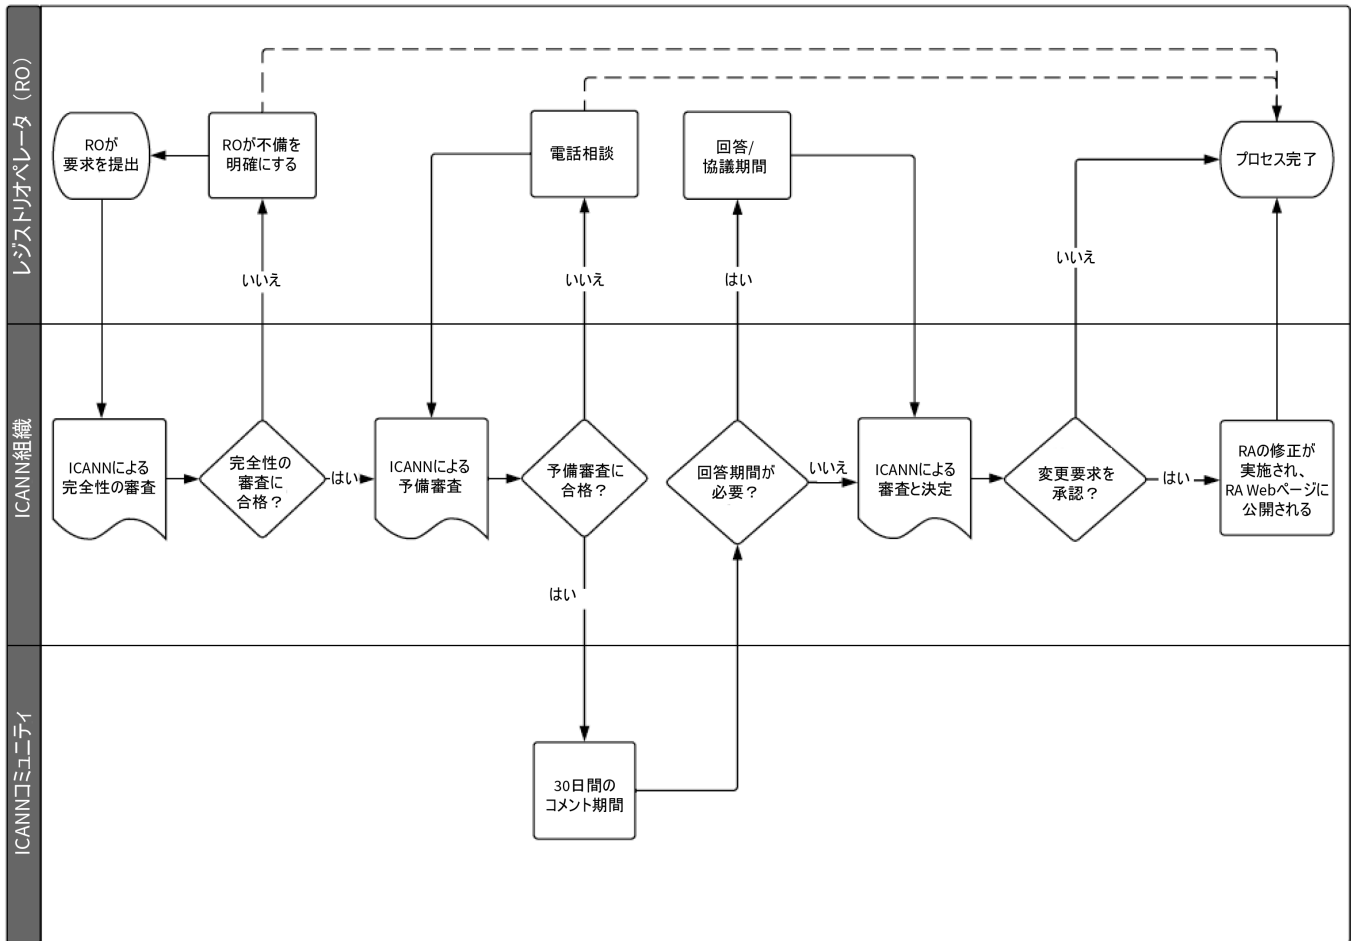 レジストリオペレータ（RO）
ROが
要求を提出
ROが不備を
明確にする
電話相談
回答/
協議期間
プロセス完了
いいえ
いいえ
はい
いいえ
ICANN組織
ICANNによる
完全性の審査
完全性の
審査に
合格？
はい
ICANNによる
予備審査
予備審査に
合格？
回答期間が
必要？
いいえ
ICANNによる
審査と決定
変更要求を
承認？
はい
RAの修正が
実施され、
RA Webページに
公開される
はい
ICANNコミュニティ
30日間の
コメント期間